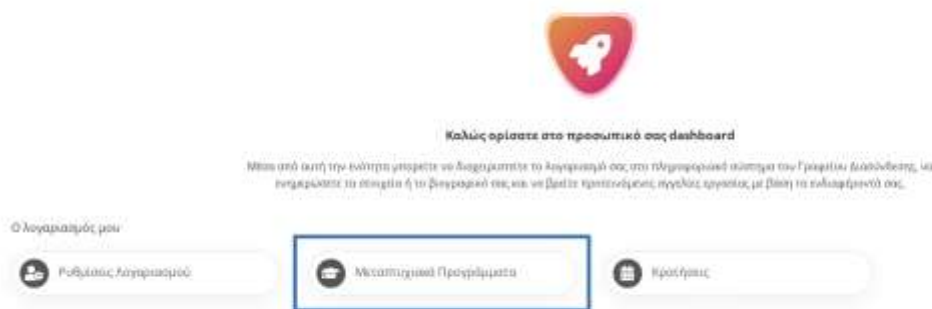 Καλώς ορίσατε στο προσωπικό σας dashboard
Μέσα από αυτή την ενότητα μπορείτε να διαχειριστείτε το λογαριασμό σας στο πληροφοριακό σύστημα του Γραφείου Διασύνδεσης, να
ενημερώσετε τα στοιχεία ή το βιογραφικό σας και να βρείτε προτεινόμενες αγγελίες εργασίας με βάση τα ενδιαφέροντά σας.
Ο λογαριασμός μου
Ρυθμίσεις Λογαριασμού
Μεταπτυχιακά Προγράμματα
Κρατήσεις